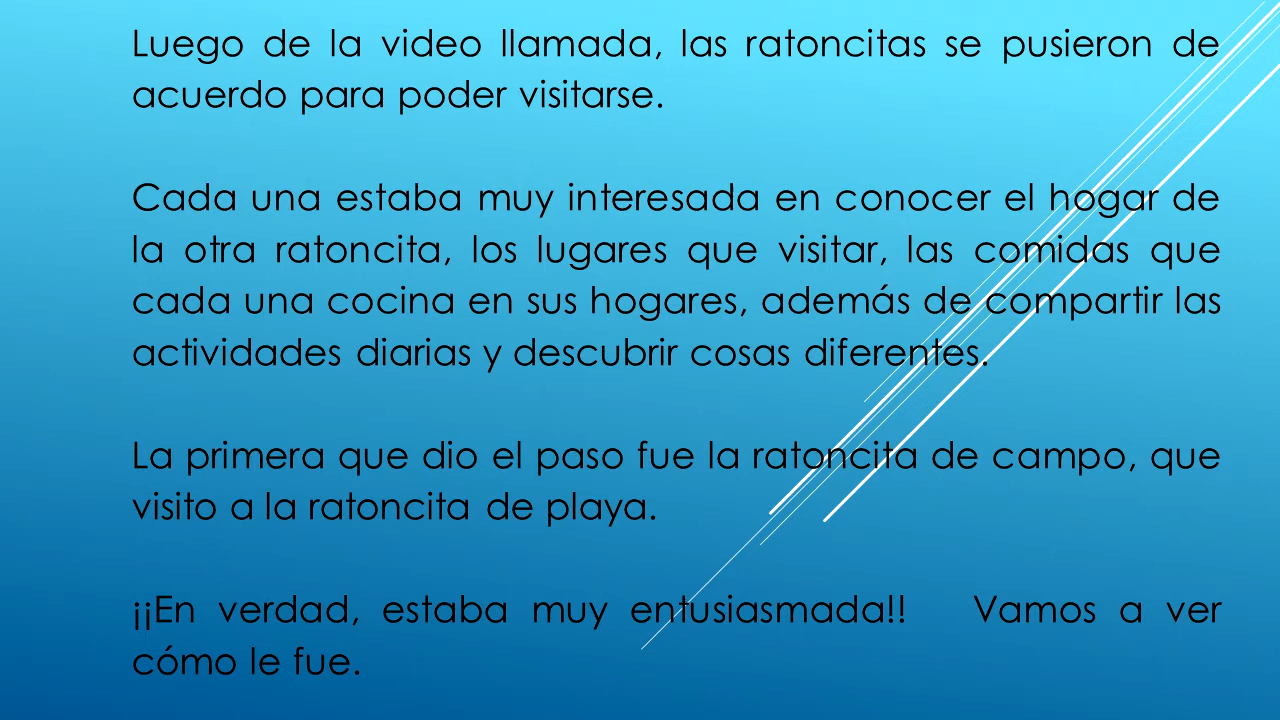 Luego de la video llamada, las ratoncitas se pusieron de
acuerdo para poder visitarse.
Cada una estaba muy interesada en conocer el hogar de
la otra ratoncita, los lugares que visitar, las comidas que
cada una cocina en sus hogares, además de compartir las
actividades diarias y descubrir cosas diferentes.
La primera que dio el paso fue la ratoncita de campo, que
visito a la ratoncita de playa.
¡¡En verdad, estaba muy entusiasmada!! Vamos a ver
cómo le fue.